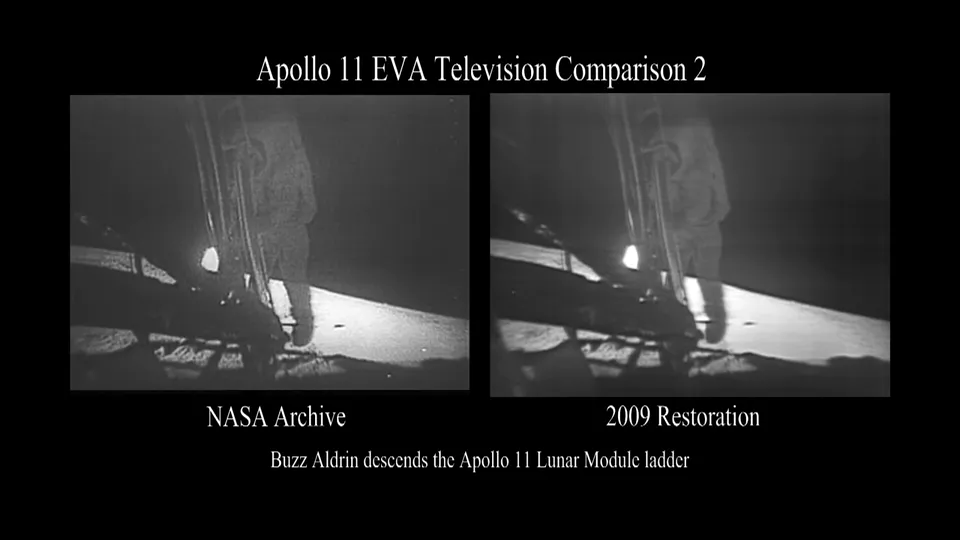 Apollo 11 EVA Television Comparison 2
NASA Archive
2009 Restoration
Buzz Aldrin descends the Apollo 11 Lunar Module ladder